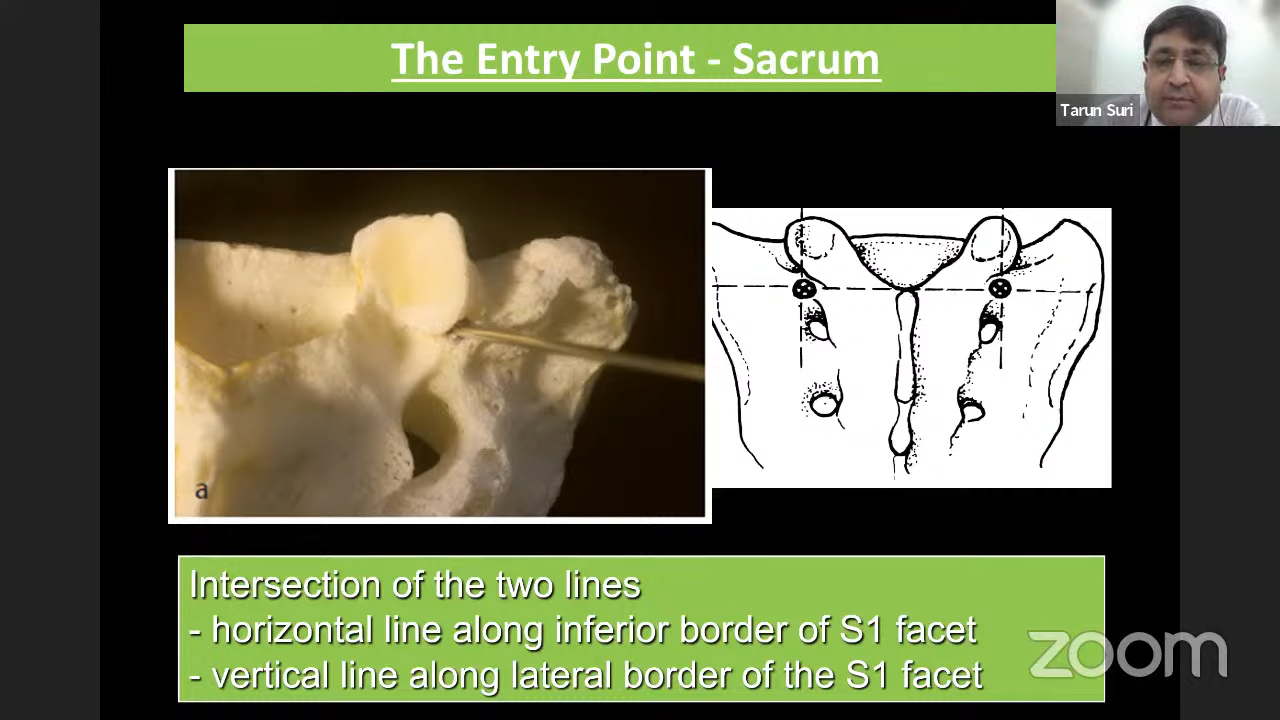 The Entry Point - Sacrum
Tarun Suri
a
Intersection of the two lines
- horizontal line along inferior border of S1 facet
- vertical line along lateral border of the S1 facet
zoom